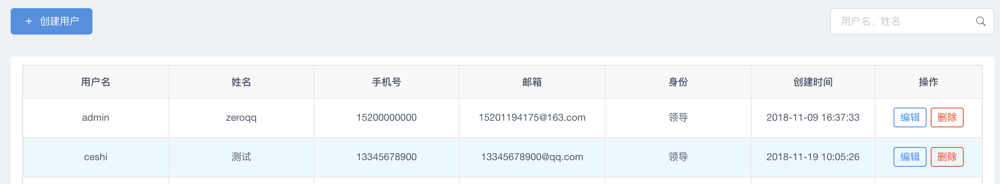 + 创建用户
用户名、姓名
用户名 姓名 手机号 邮箱 身份 创建时间 操作
admin zeroqq 15200000000 15201194175@163.com 领导 2018-11-09 16:37:33 编辑 删除
ceshi 测试 13345678900 13345678900@qq.com 领导 2018-11-19 10:05:26 编辑 删除